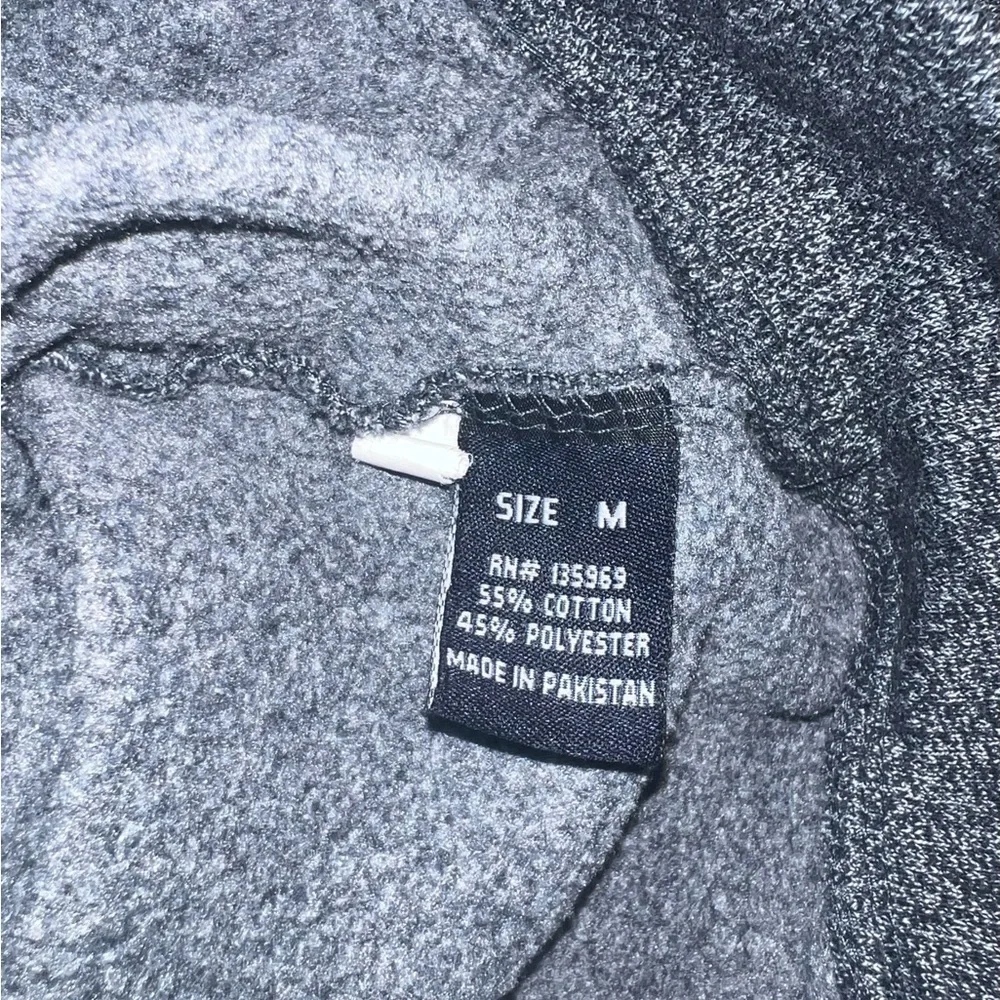 SIZE M
RN# 135969
55% COTTON
45% POLYESTER
MADE IN PAKISTAN